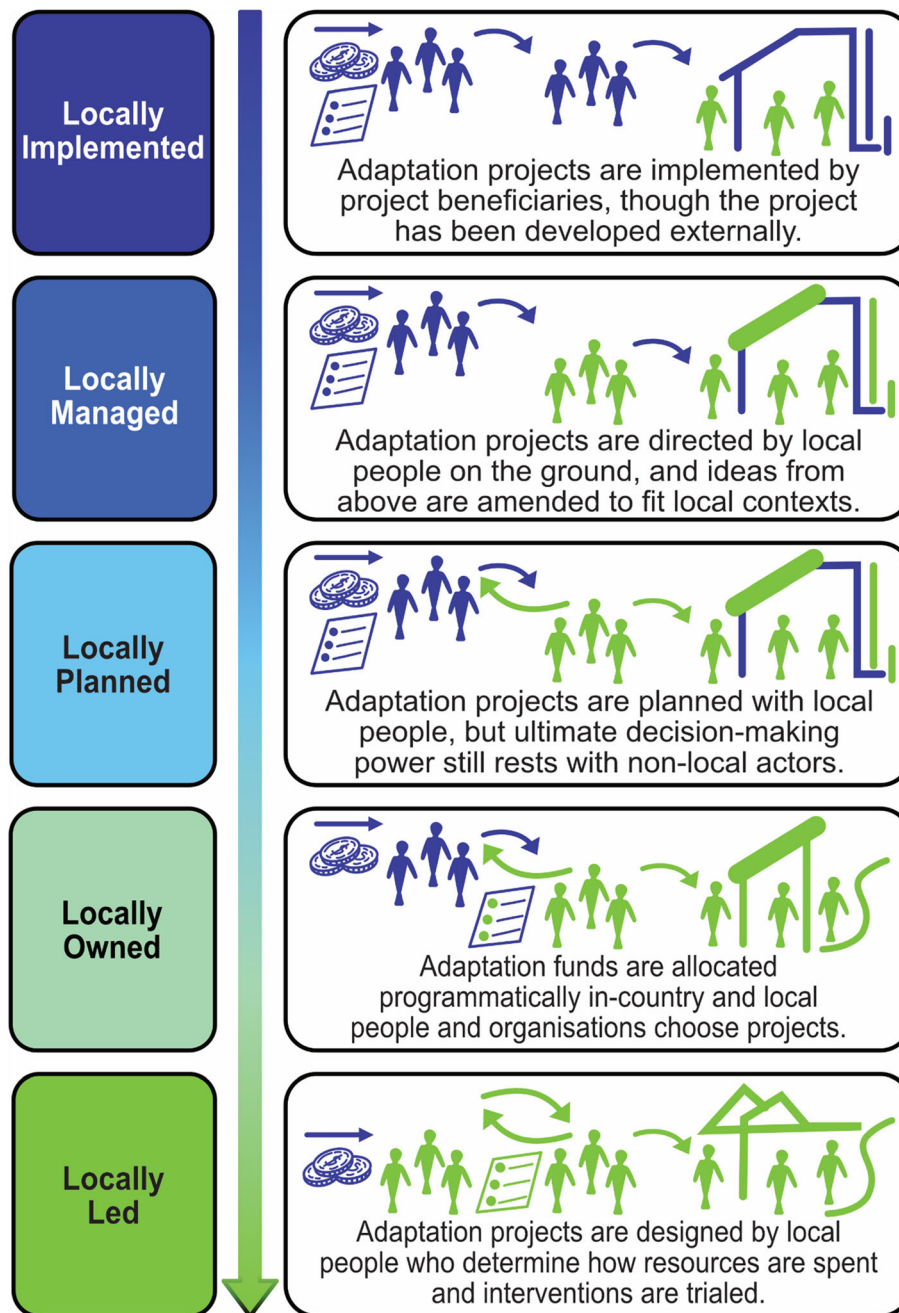 Locally
Implemented
Adaptation projects are implemented by
project beneficiaries, though the project
has been developed externally.
Locally
Managed
Adaptation projects are directed by local
people on the ground, and ideas from
above are amended to fit local contexts.
Locally
Planned
Adaptation projects are planned with local
people, but ultimate decision-making
power still rests with non-local actors.
Locally
Owned
Adaptation funds are allocated
programmatically in-country and local
people and organisations choose projects.
Locally
Led
Adaptation projects are designed by local
people who determine how resources are spent
and interventions are trialed.